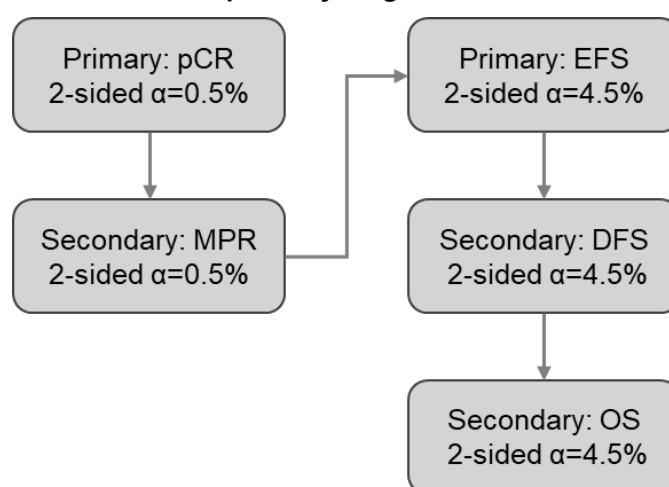 Primary: pCR
2-sided α=0.5%
Primary: EFS
2-sided α=4.5%
Secondary: MPR
2-sided α=0.5%
Secondary: DFS
2-sided α=4.5%
Secondary: OS
2-sided α=4.5%